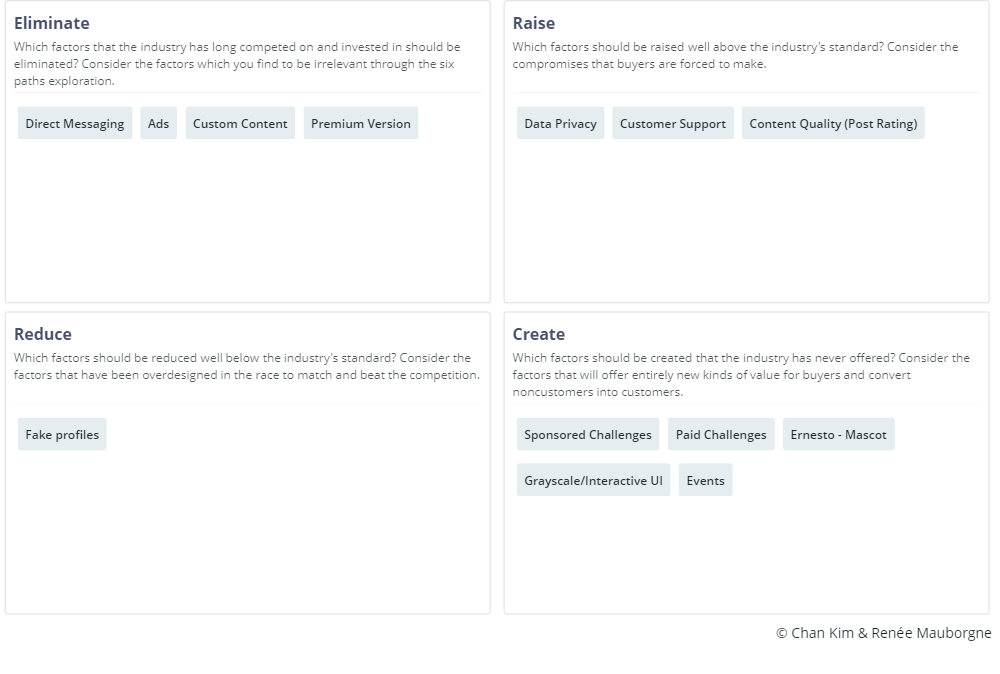 Eliminate
Which factors that the industry has long competed on and invested in should be
eliminated? Consider the factors which you find to be irrelevant through the six
paths exploration.
Direct Messaging
Ads
Custom Content
Premium Version
Raise
Which factors should be raised well above the industry's standard? Consider the
compromises that buyers are forced to make.
Data Privacy
Customer Support
Content Quality (Post Rating)
Reduce
Which factors should be reduced well below the industry's standard? Consider the
factors that have been overdesigned in the race to match and beat the competition.
Fake profiles
Create
Which factors should be created that the industry has never offered? Consider the
factors that will offer entirely new kinds of value for buyers and convert
noncustomers into customers.
Sponsored Challenges
Paid Challenges
Ernesto - Mascot
Grayscale/Interactive UI
Events
© Chan Kim & Renée Mauborgne